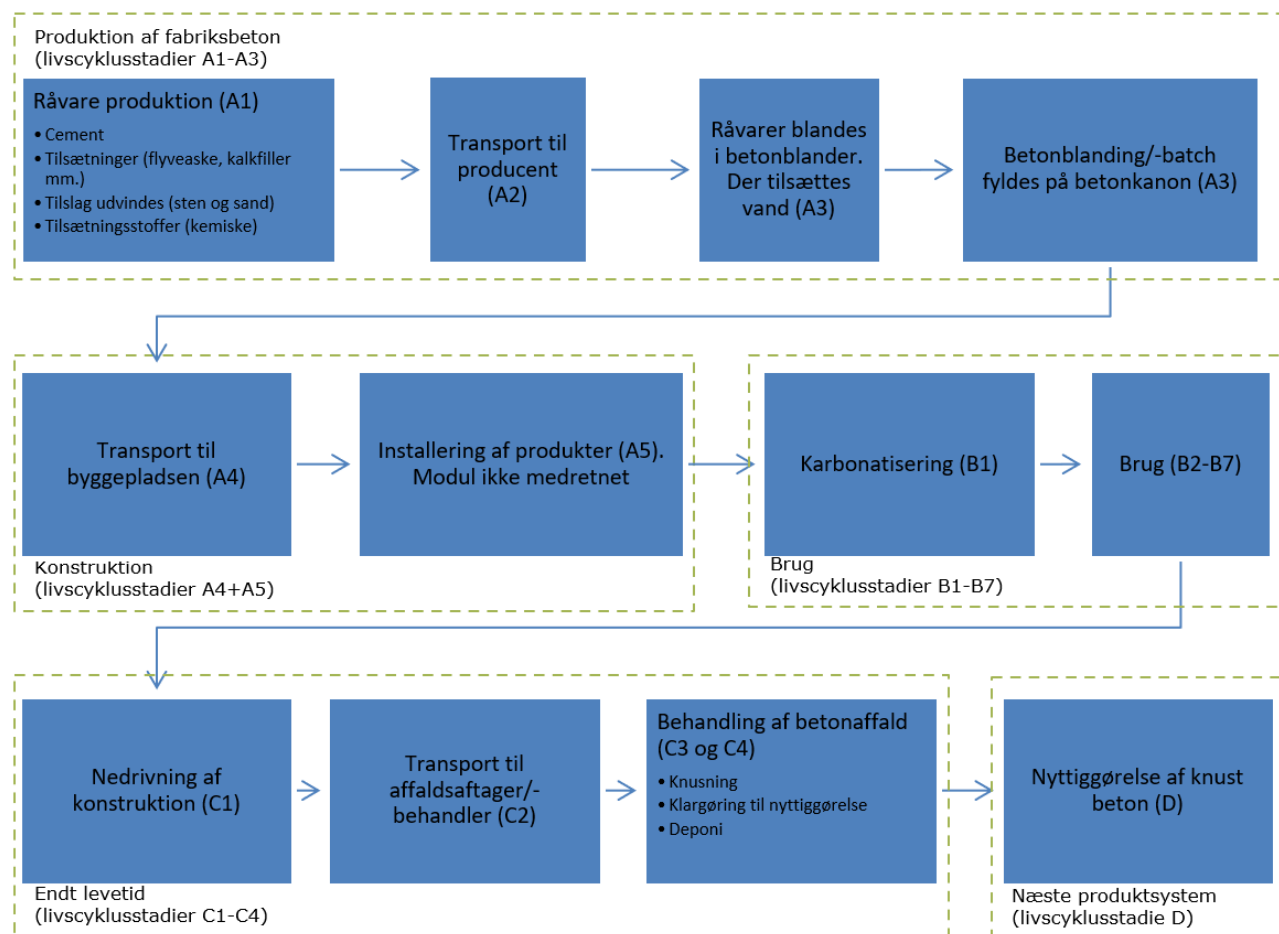 Produktion af fabriksbeton
(livscyklusstadier A1-A3)
Råvare produktion (A1)
• Cement
• Tilsætninger (flyveaske, kalkfiller
mm.)
• Tilslag udvindes (sten og sand)
• Tilsætningsstoffer (kemiske)
Transport til
producent
(A2)
Råvarer blandes
i betonblander.
Der tilsættes
vand (A3)
Betonblanding/-batch
fyldes på betonkanon (A3)
Transport til
byggepladsen (A4)
Installering af produkter (A5).
Modul ikke medretnet
Konstruktion
(livscyklusstadier A4+A5)
Karbonatisering (B1)
Brug (B2-B7)
Brug
(livscyklusstadier B1-B7)
Nedrivning af
konstruktion (C1)
Transport til
affaldsaftager/-
behandler (C2)
Behandling af betonaffald
(C3 og C4)
• Knusning
• Klargøring til nyttiggørelse
• Deponi
Endt levetid
(livscyklusstadier C1-C4)
Nyttiggørelse af knust
beton (D)
Næste produktsystem
(livscyklusstadie D)